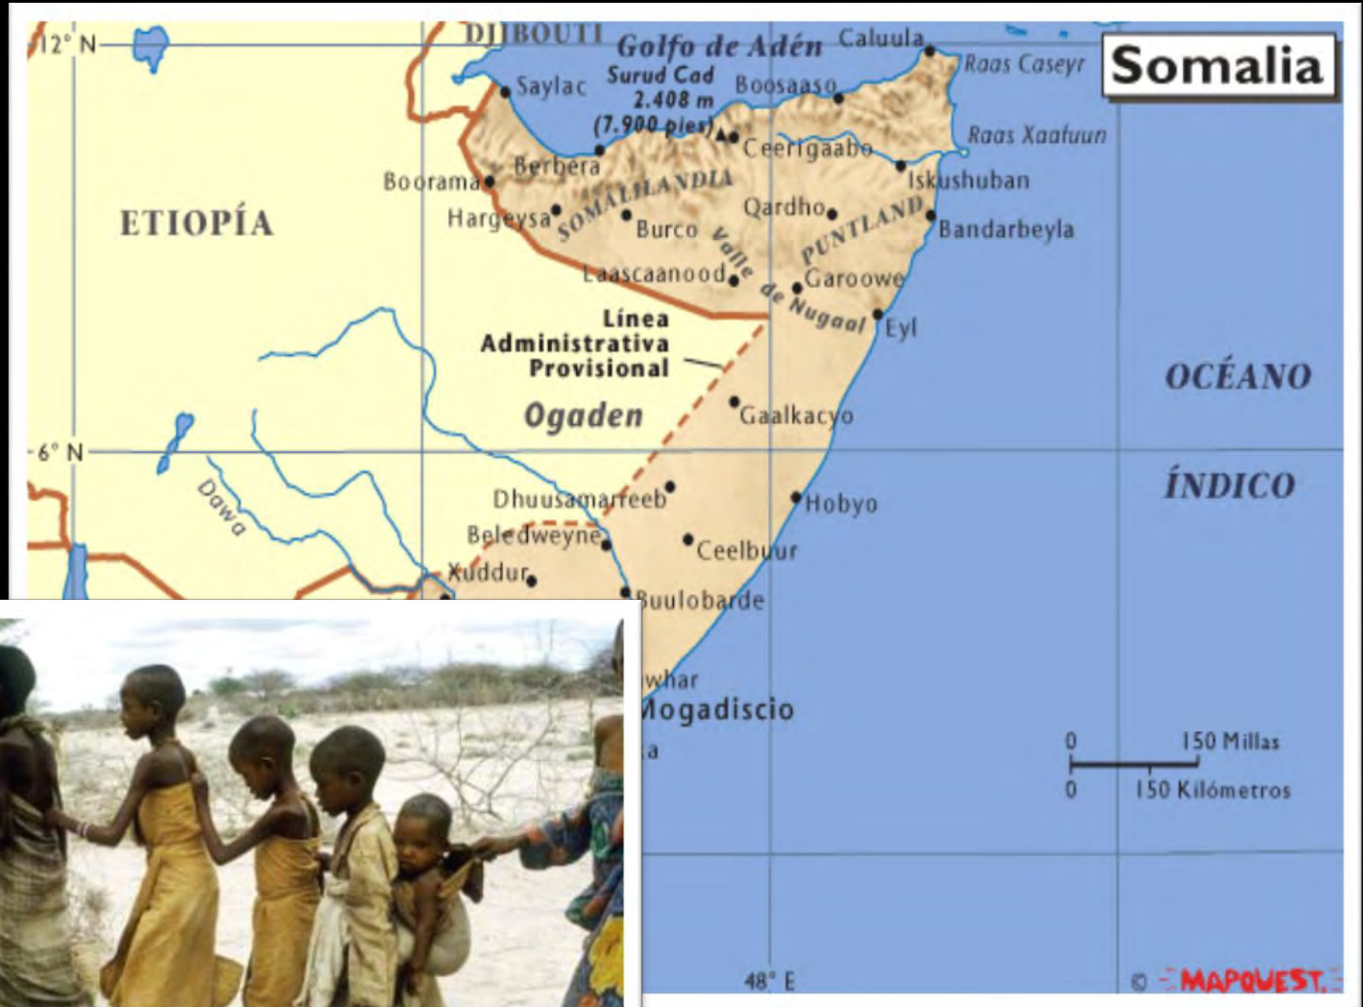 12° N
DJIBOUTI
Golfo de Adén
Caluula
Raas Caseyr
Somalia
Saylac
Surud Cad
2.408 m
(7.900 pies)
Boosaaso
Raas Xaafuun
Ceerigaabo
Berbera
Boorama
Iskushuban
ETIOPÍA
Hargeysa
SOMALILANDIA
Burco
Qardho
PUNTLAND
Bandarbeyla
Valle de Nugaal
Laascaanood
Garoowe
Eyl
Línea
Administrativa
Provisional
OCÉANO
ÍNDICO
Ogaden
Gaalkacyo
6° N
Dawa
Dhuusamarreeb
Hobyo
Beledweyne
Ceelbuur
Xuddur
Buulobarde
whar
Mogadiscio
a
0 150 Millas
0 150 Kilómetros
48° E
© MAPQUEST.